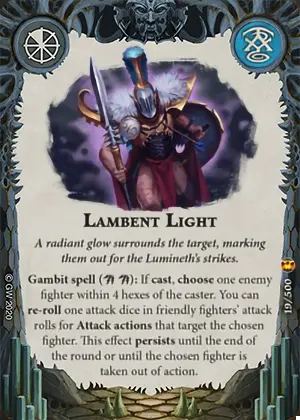 LAMBENT LIGHT
A radiant glow surrounds the target, marking
them out for the Lumineth's strikes.
Gambit spell ( ): If cast, choose one enemy
fighter within 4 hexes of the caster. You can
re-roll one attack dice in friendly fighters' attack
rolls for Attack actions that target the chosen
fighter. This effect persists until the end of
the round or until the chosen fighter is
taken out of action.
© GW 2020
19/500